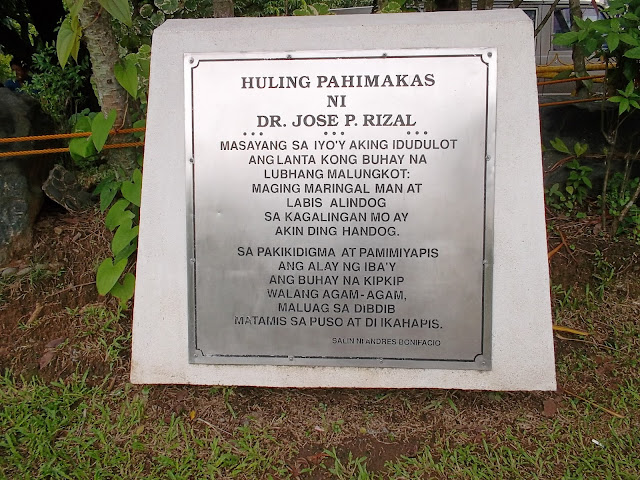 HULING PAHIMAKAS
NI
DR. JOSE P. RIZAL
... ... ...
MASAYANG SA IYO'Y AKING IDUDULOT
ANG LANTA KONG BUHAY NA
LUBHANG MALUNGKOT:
MAGING MARINGAL MAN AT
LABIS ALINDOG
SA KAGALINGAN MO AY
AKIN DING HANDOG.
SA PAKIKIDIGMA AT PAMIMIYAPIS
ANG ALAY NG IBA'Y
ANG BUHAY NA KIPKIP
WALANG AGAM-AGAM,
MALUAG SA DIBDIB
MATAMIS SA PUSO AT DI IKAHAPIS.
SALIN NI ANDRES BONIFACIO